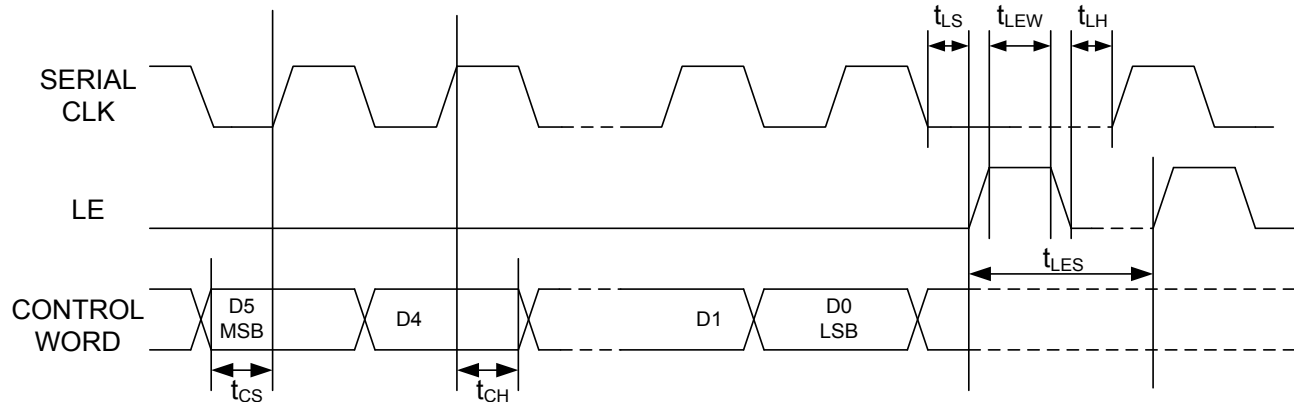 tLS
tLEW
tLH
SERIAL
CLK
LE
tLES
CONTROL
WORD
D5
MSB
D4
D1
D0
LSB
tCS
tCH